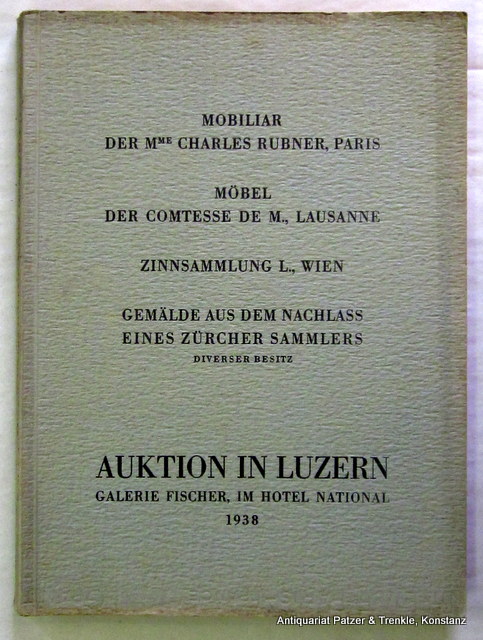 MOBILIAR
DER MME CHARLES RUBNER, PARIS
MÖBEL
DER COMTESSE DE M., LAUSANNE
ZINNSAMMLUNG L., WIEN
GEMÄLDE AUS DEM NACHLASS
EINES ZÜRCHER SAMMLERS
DIVERSER BESITZ
AUKTION IN LUZERN
GALERIE FISCHER, IM HOTEL NATIONAL
1938
Antiquariat Patzer & Trenkle, Konstanz